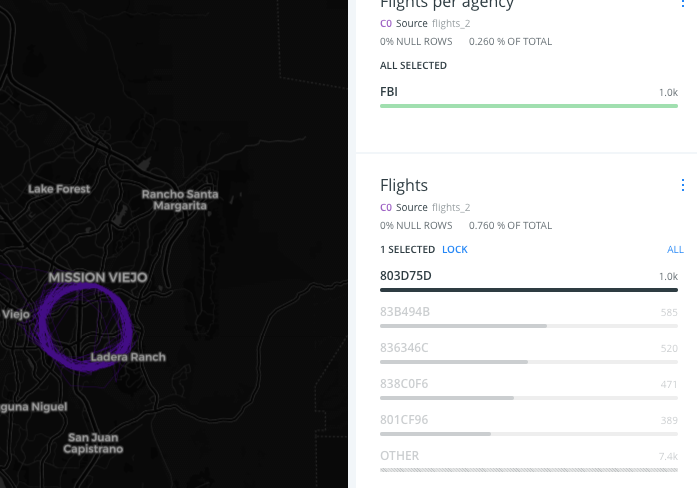 Flights per agency
C0 Source flights_2
0% NULL ROWS 0.260 % OF TOTAL
ALL SELECTED
FBI 1.0k
Flights
C0 Source flights_2
0% NULL ROWS 0.760 % OF TOTAL
1 SELECTED LOCK ALL
803D75D 1.0k
83B494B 585
836346C 520
838C0F6 471
801CF96 389
OTHER 7.4k
Lake Forest
Rancho Santa
Margarita
MISSION VIEJO
Viejo
Ladera Ranch
guna Niguel
San Juan
Capistrano